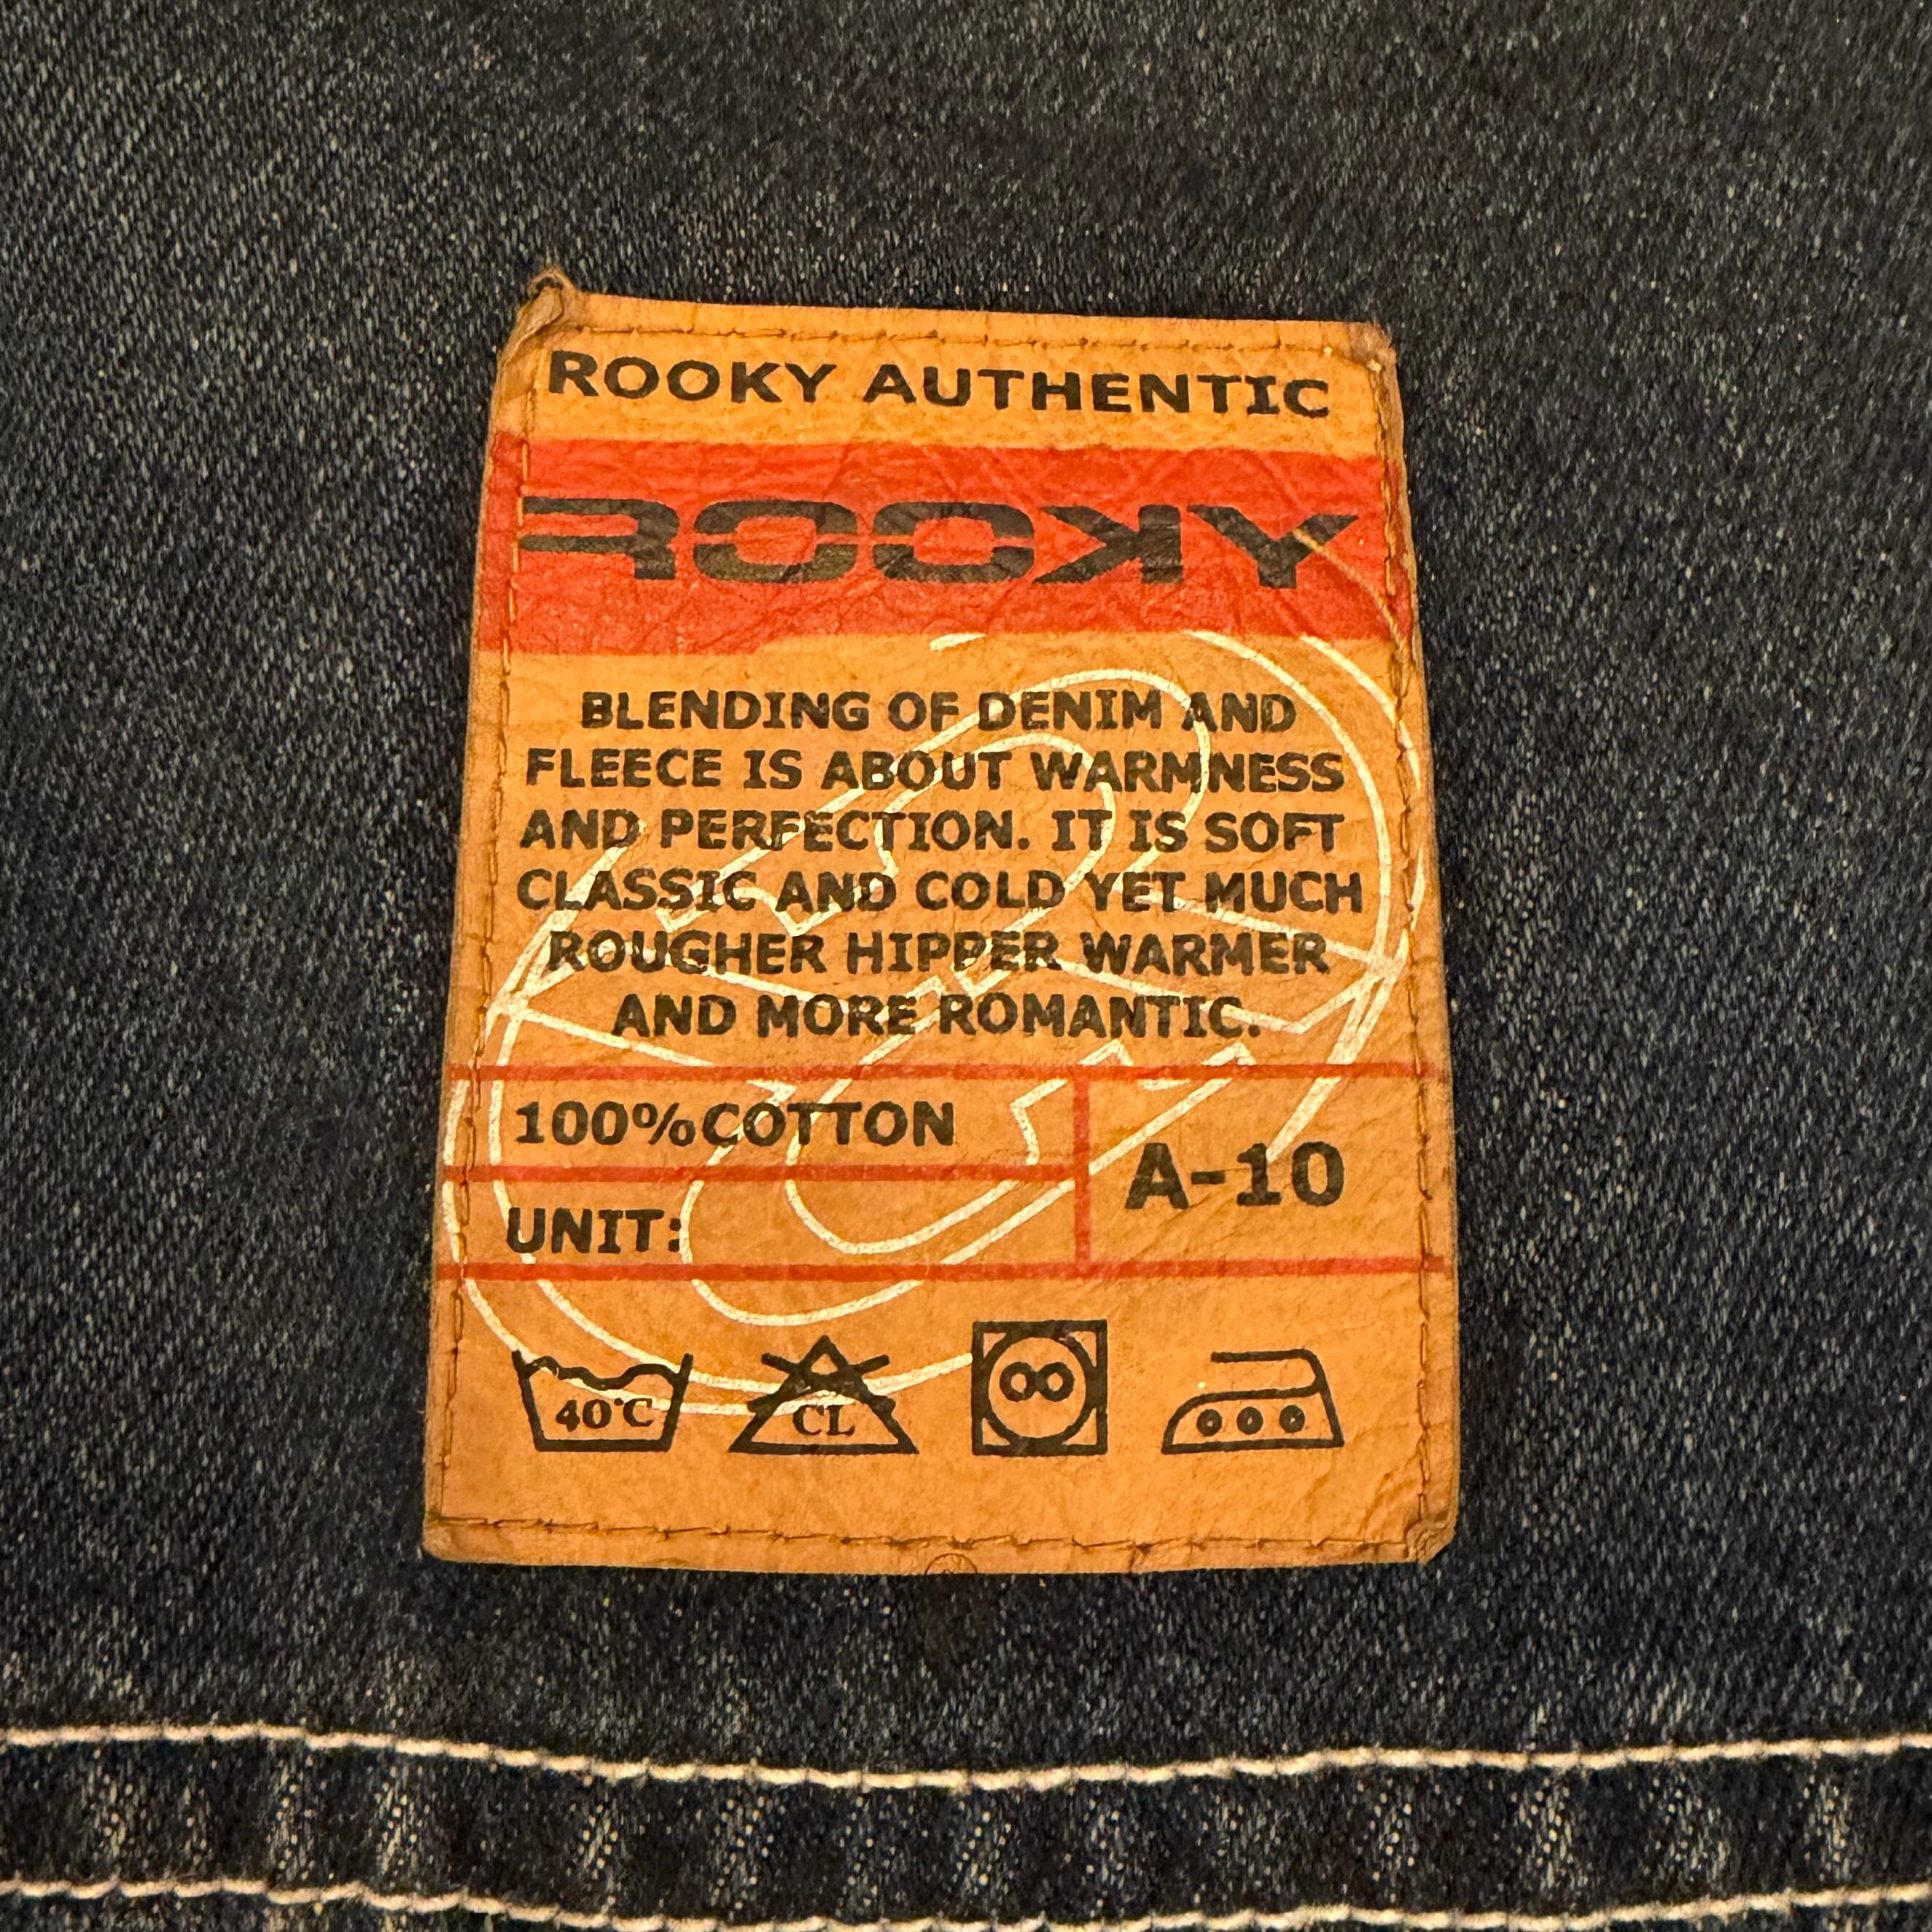 ROOKY AUTHENTIC
ROOKY
BLENDING OF DENIM AND
FLEECE IS ABOUT WARMNESS
AND PERFECTION. IT IS SOFT
CLASSIC AND COLD YET MUCH
ROUGHER HIPPER WARMER
AND MORE ROMANTIC.
100%COTTON
A-10
UNIT:
40°C
CL